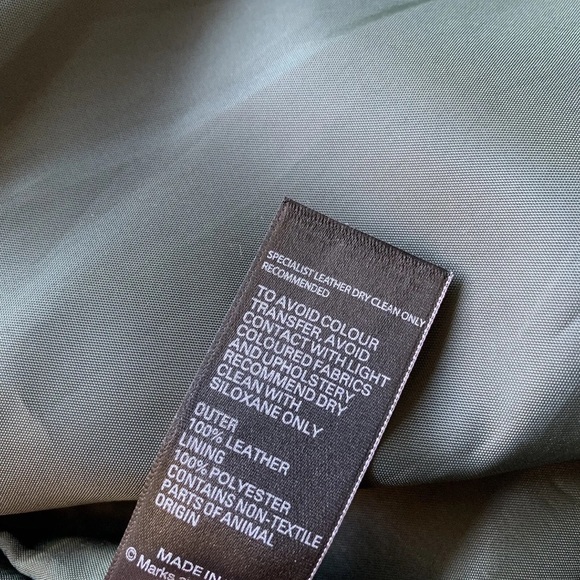 SPECIALIST LEATHER DRY CLEAN ONLY
RECOMMENDED
TO AVOID COLOUR
TRANSFER, AVOID
CONTACT WITH LIGHT
COLOURED FABRICS
AND UPHOLSTERY
RECOMMEND DRY
CLEAN WITH
SILOXANE ONLY
OUTER
100% LEATHER
LINING
100% POLYESTER
CONTAINS NON-TEXTILE
PARTS OF ANIMAL
ORIGIN
MADE IN
© Marks